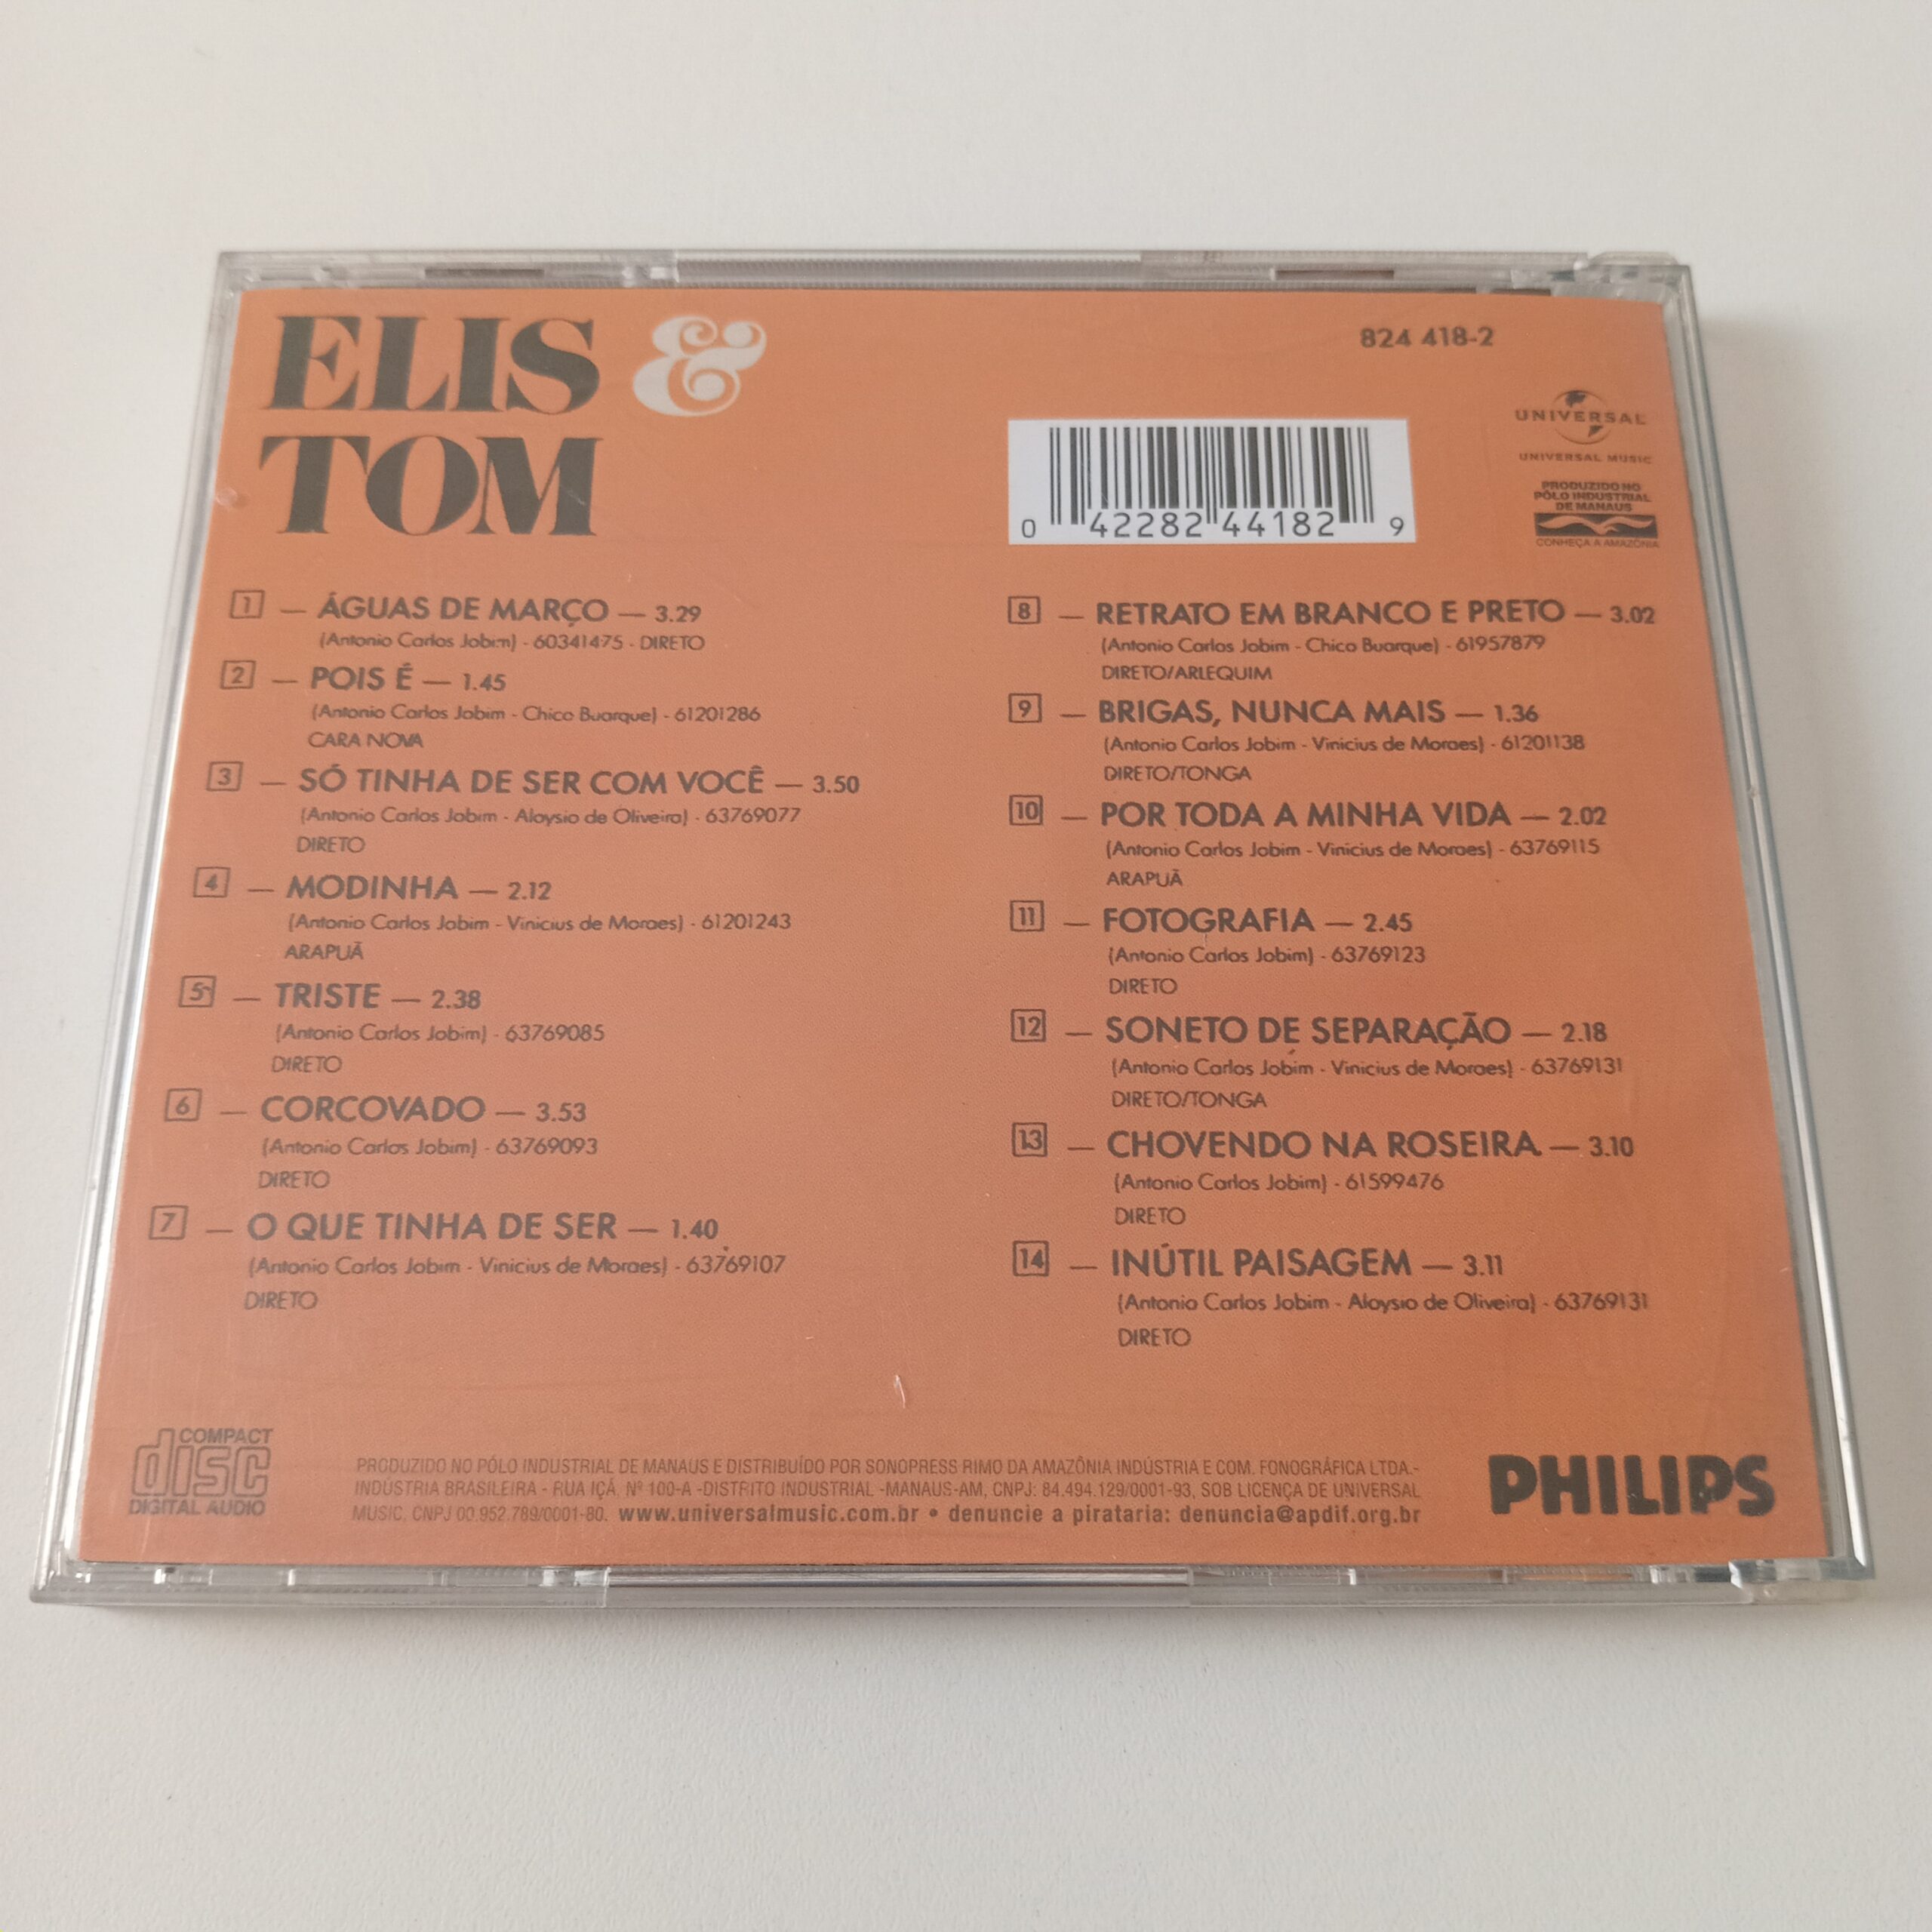 ELIS &
TOM
824 418-2
UNIVERSAL
UNIVERSAL MUSIC
PRODUZIDO NO
PÓLO INDUSTRIAL
DE MANAUS
CONHEÇA A AMAZÔNIA
0 42282 44182 9
1 — ÁGUAS DE MARÇO — 3.29
(Antonio Carlos Jobim) - 60341475 - DIRETO
2 — POIS É — 1.45
(Antonio Carlos Jobim - Chico Buarque) - 61201286
CARA NOVA
3 — SÓ TINHA DE SER COM VOCÊ — 3.50
(Antonio Carlos Jobim - Aloysio de Oliveira) - 63769077
DIRETO
4 — MODINHA — 2.12
(Antonio Carlos Jobim - Vinicius de Moraes) - 61201243
ARAPUÃ
5 — TRISTE — 2.38
(Antonio Carlos Jobim) - 63769085
DIRETO
6 — CORCOVADO — 3.53
(Antonio Carlos Jobim) - 63769093
DIRETO
7 — O QUE TINHA DE SER — 1.40
(Antonio Carlos Jobim - Vinicius de Moraes) - 63769107
DIRETO
8 — RETRATO EM BRANCO E PRETO — 3.02
(Antonio Carlos Jobim - Chico Buarque) - 61957879
DIRETO/ARLEQUIM
9 — BRIGAS, NUNCA MAIS — 1.36
(Antonio Carlos Jobim - Vinicius de Moraes) - 61201138
DIRETO/TONGA
10 — POR TODA A MINHA VIDA — 2.02
(Antonio Carlos Jobim - Vinicius de Moraes) - 63769115
ARAPUÃ
11 — FOTOGRAFIA — 2.45
(Antonio Carlos Jobim) - 63769123
DIRETO
12 — SONETO DE SEPARAÇÃO — 2.18
(Antonio Carlos Jobim - Vinicius de Moraes) - 63769131
DIRETO/TONGA
13 — CHOVENDO NA ROSEIRA — 3.10
(Antonio Carlos Jobim) - 61599476
DIRETO
14 — INÚTIL PAISAGEM — 3.11
(Antonio Carlos Jobim - Aloysio de Oliveira) - 63769131
DIRETO
COMPACT
disc
DIGITAL AUDIO
PRODUZIDO NO PÓLO INDUSTRIAL DE MANAUS E DISTRIBUÍDO POR SONOPRESS RIMO DA AMAZÔNIA INDÚSTRIA E COM. FONOGRÁFICA LTDA.-
INDÚSTRIA BRASILEIRA - RUA IÇÁ, Nº 100-A -DISTRITO INDUSTRIAL -MANAUS-AM, CNPJ: 84.494.129/0001-93, SOB LICENÇA DE UNIVERSAL
MUSIC, CNPJ 00.952.789/0001-80. www.universalmusic.com.br • denuncie a pirataria: denuncia@apdif.org.br
PHILIPS